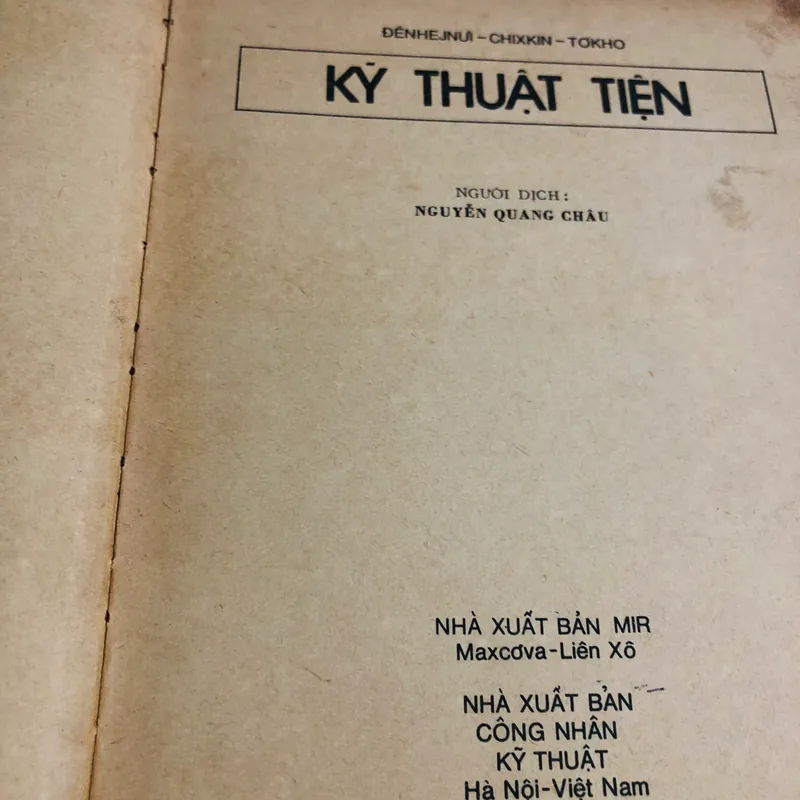 ĐÊNHEJNƯI – CHIXKIN – TƠKHO
KỸ THUẬT TIỆN
NGƯỜI DỊCH :
NGUYỄN QUANG CHÂU
NHÀ XUẤT BẢN MIR
Maxcơva-Liên Xô
NHÀ XUẤT BẢN
CÔNG NHÂN
KỸ THUẬT
Hà Nội-Việt Nam